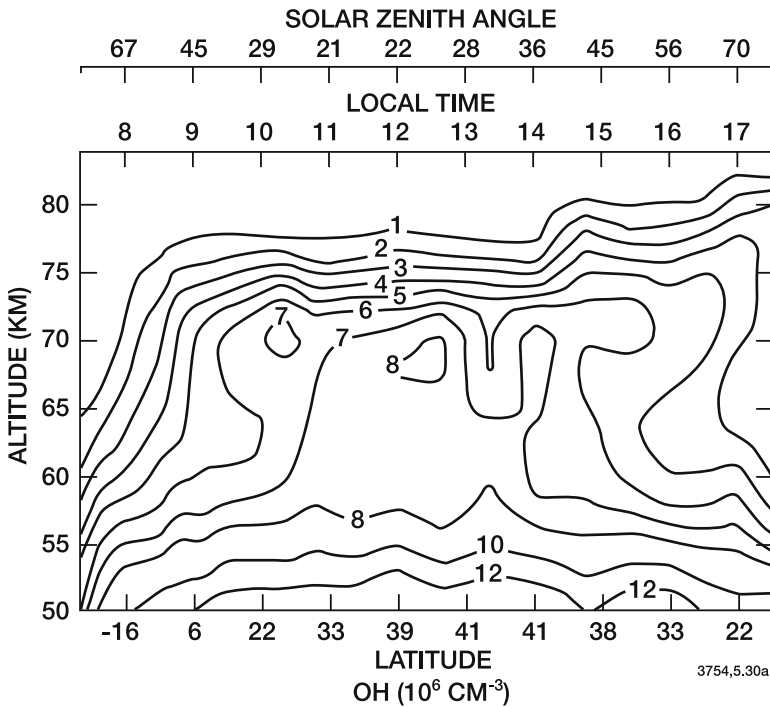 SOLAR ZENITH ANGLE
67 45 29 21 22 28 36 45 56 70
LOCAL TIME
8 9 10 11 12 13 14 15 16 17
ALTITUDE (KM)
80
75
70
65
60
55
50
1
2
3
4
5
6
7
7
8
8
10
12
12
-16 6 22 33 39 41 41 38 33 22
LATITUDE
3754,5.30a
OH (10⁶ CM⁻³)